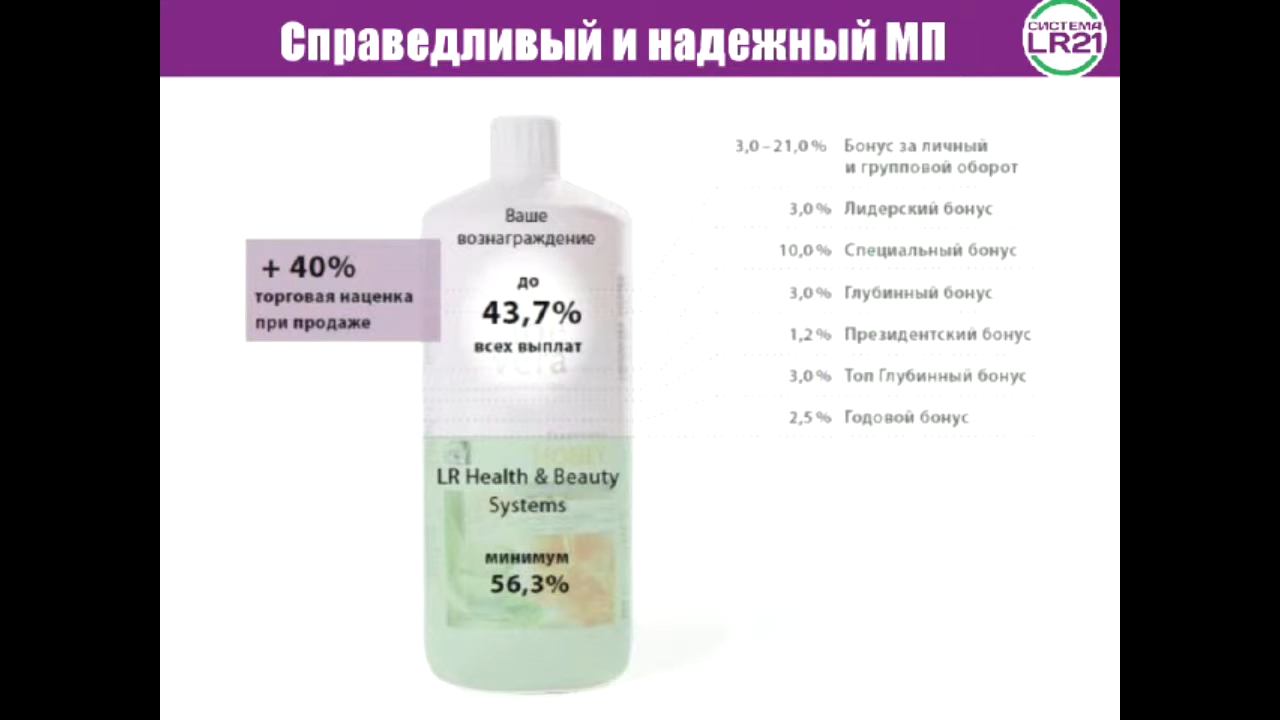 Справедливый и надежный МП
СИСТЕМА
LR21
+ 40%
торговая наценка
при продаже
Ваше
вознаграждение
до
43,7%
всех выплат
vera
HONEY
LR Health & Beauty
Systems
минимум
56,3%
3,0–21,0% Бонус за личный
и групповой оборот
3,0% Лидерский бонус
10,0% Специальный бонус
3,0% Глубинный бонус
1,2% Президентский бонус
3,0% Топ Глубинный бонус
2,5% Годовой бонус